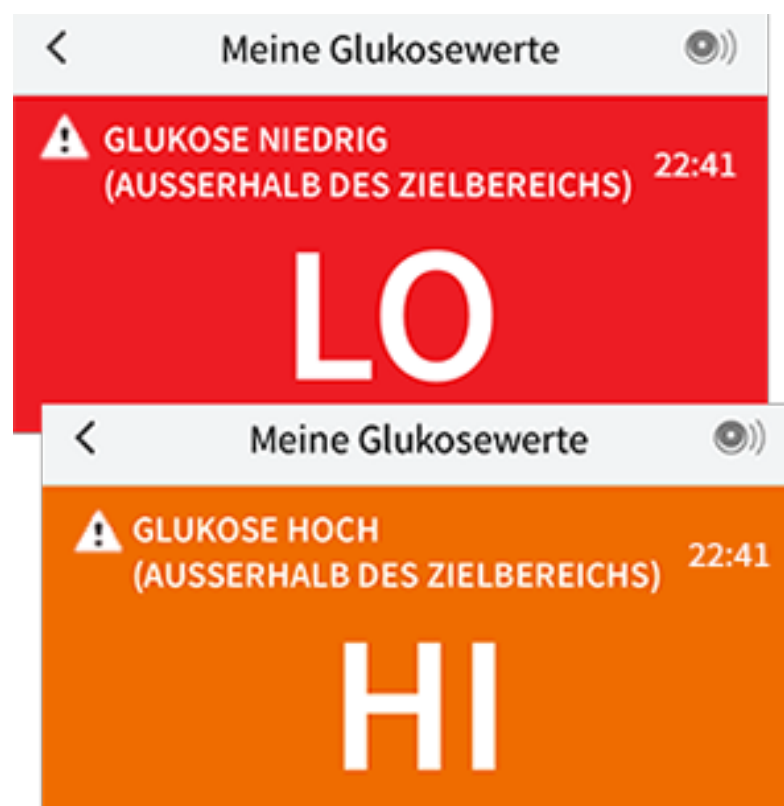 Meine Glukosewerte
GLUKOSE NIEDRIG
(AUSSERHALB DES ZIELBEREICHS) 22:41
LO
Meine Glukosewerte
GLUKOSE HOCH
(AUSSERHALB DES ZIELBEREICHS) 22:41
HI